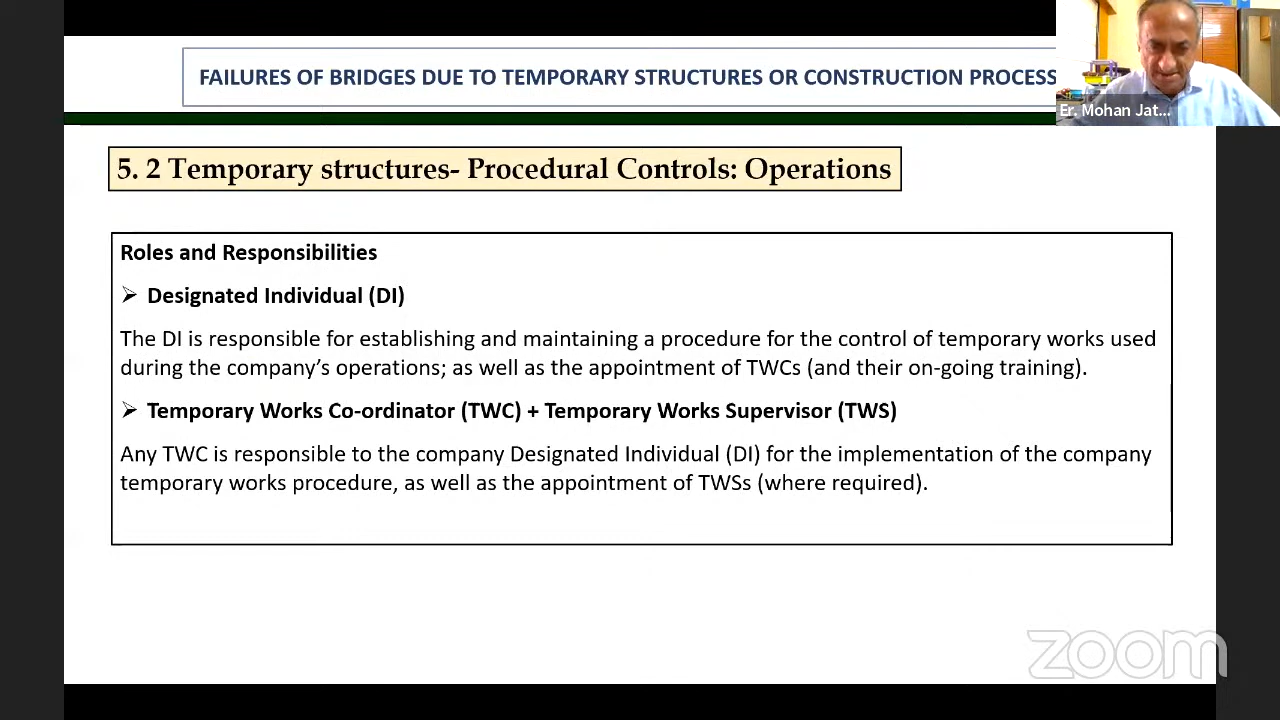 FAILURES OF BRIDGES DUE TO TEMPORARY STRUCTURES OR CONSTRUCTION PROCESS
Er. Mohan Jat...
5. 2 Temporary structures- Procedural Controls: Operations
Roles and Responsibilities
➢ Designated Individual (DI)
The DI is responsible for establishing and maintaining a procedure for the control of temporary works used
during the company’s operations; as well as the appointment of TWCs (and their on-going training).
➢ Temporary Works Co-ordinator (TWC) + Temporary Works Supervisor (TWS)
Any TWC is responsible to the company Designated Individual (DI) for the implementation of the company
temporary works procedure, as well as the appointment of TWSs (where required).
zoom